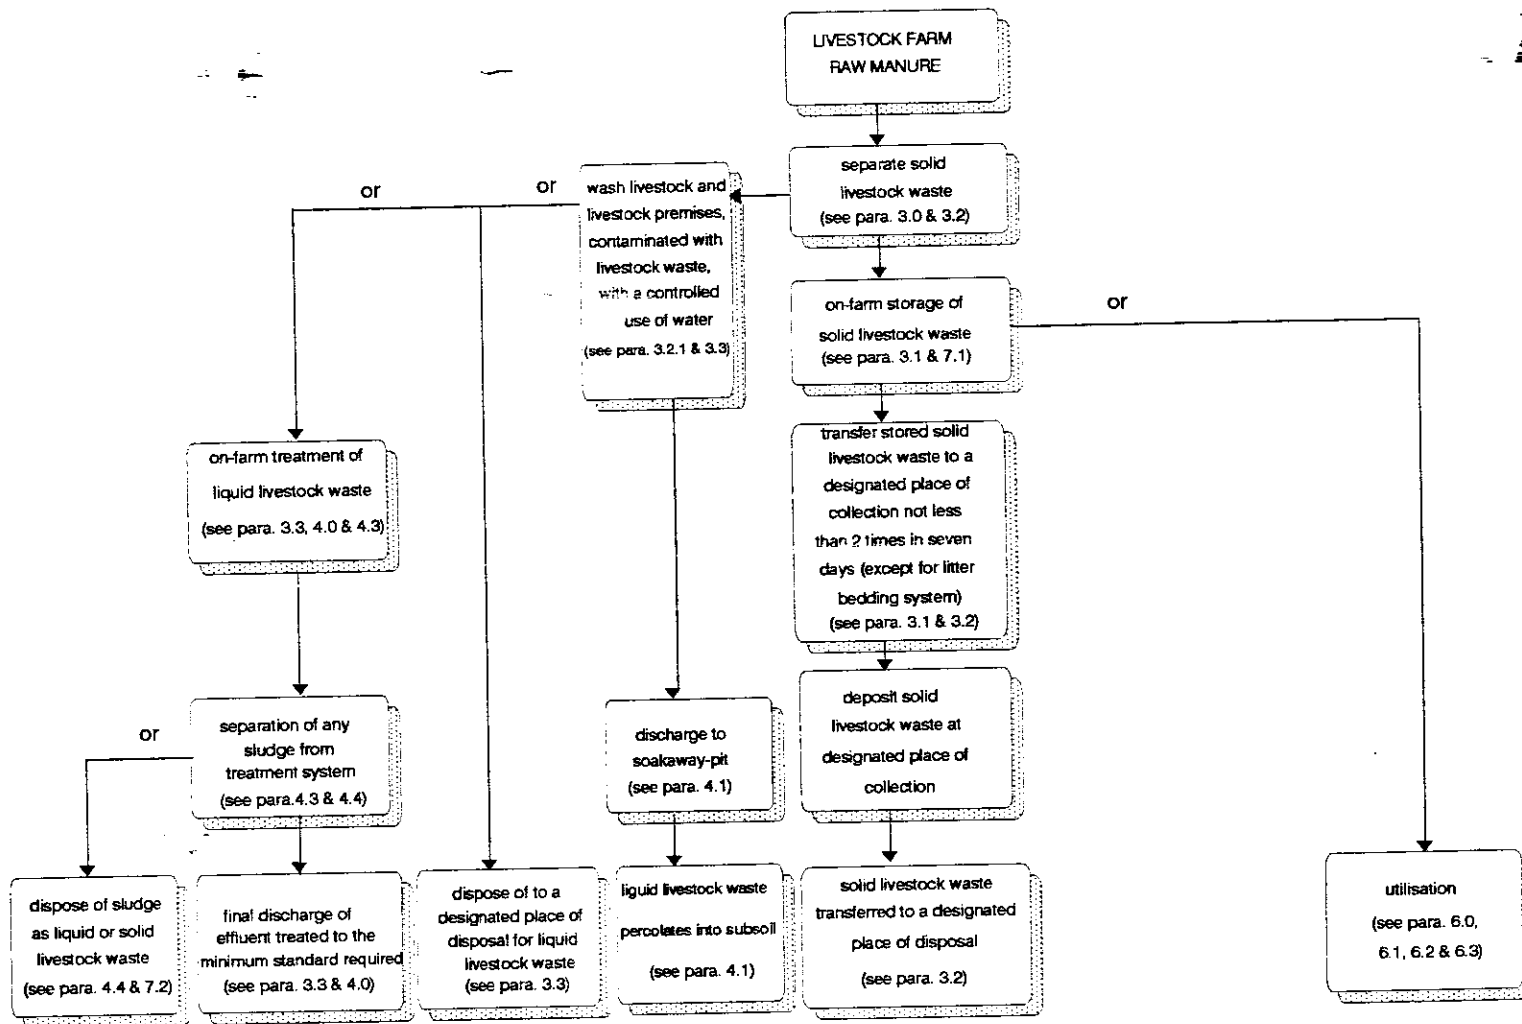 LIVESTOCK FARM
RAW MANURE
separate solid
livestock waste
(see para. 3.0 & 3.2)
or
or
wash livestock and
livestock premises,
contaminated with
livestock waste,
with a controlled
use of water
(see para. 3.2.1 & 3.3)
on-farm storage of
solid livestock waste
(see para. 3.1 & 7.1)
or
transfer stored solid
livestock waste to a
designated place of
collection not less
than 2 times in seven
days (except for litter
bedding system)
(see para. 3.1 & 3.2)
on-farm treatment of
liquid livestock waste
(see para. 3.3, 4.0 & 4.3)
separation of any
sludge from
treatment system
(see para.4.3 & 4.4)
or
discharge to
soakaway-pit
(see para. 4.1)
deposit solid
livestock waste at
designated place of
collection
dispose of sludge
as liquid or solid
livestock waste
(see para. 4.4 & 7.2)
final discharge of
effluent treated to the
minimum standard required
(see para. 3.3 & 4.0)
dispose of to a
designated place of
disposal for liquid
livestock waste
(see para. 3.3)
liquid livestock waste
percolates into subsoil
(see para. 4.1)
solid livestock waste
transferred to a designated
place of disposal
(see para. 3.2)
utilisation
(see para. 6.0,
6.1, 6.2 & 6.3)